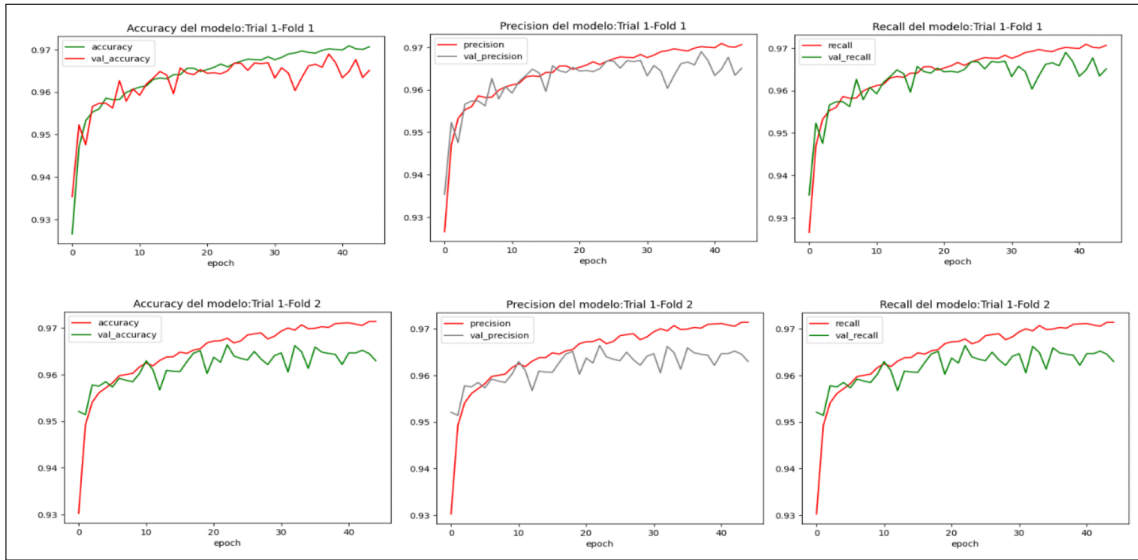 Accuracy del modelo:Trial 1-Fold 1
accuracy
val_accuracy
0.97
0.96
0.95
0.94
0.93
0 10 20 30 40
epoch
Precision del modelo:Trial 1-Fold 1
precision
val_precision
0.97
0.96
0.95
0.94
0.93
0 10 20 30 40
epoch
Recall del modelo:Trial 1-Fold 1
recall
val_recall
0.97
0.96
0.95
0.94
0.93
0 10 20 30 40
epoch
Accuracy del modelo:Trial 1-Fold 2
accuracy
val_accuracy
0.97
0.96
0.95
0.94
0.93
0 10 20 30 40
epoch
Precision del modelo:Trial 1-Fold 2
precision
val_precision
0.97
0.96
0.95
0.94
0.93
0 10 20 30 40
epoch
Recall del modelo:Trial 1-Fold 2
recall
val_recall
0.97
0.96
0.95
0.94
0.93
0 10 20 30 40
epoch